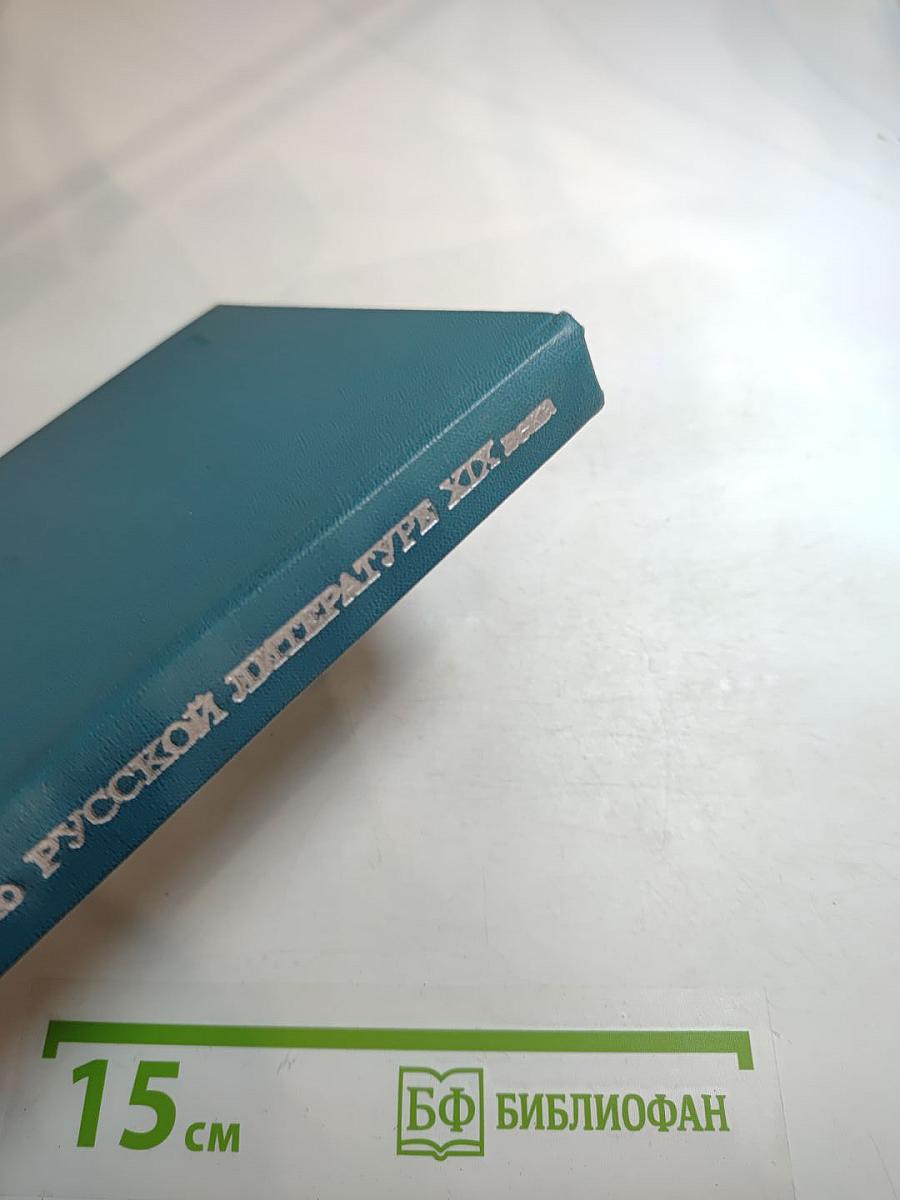 О РУССКОЙ ЛИТЕРАТУРЕ XIX века
15 см
БФ БИБЛИОФАН